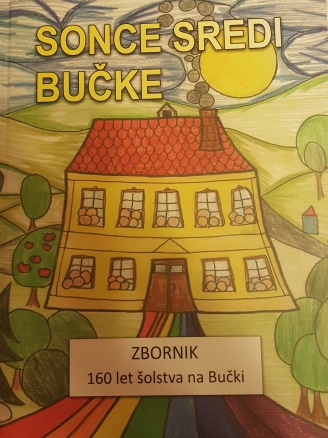 SONCE SREDI
BUČKE
ZBORNIK
160 let šolstva na Bučki